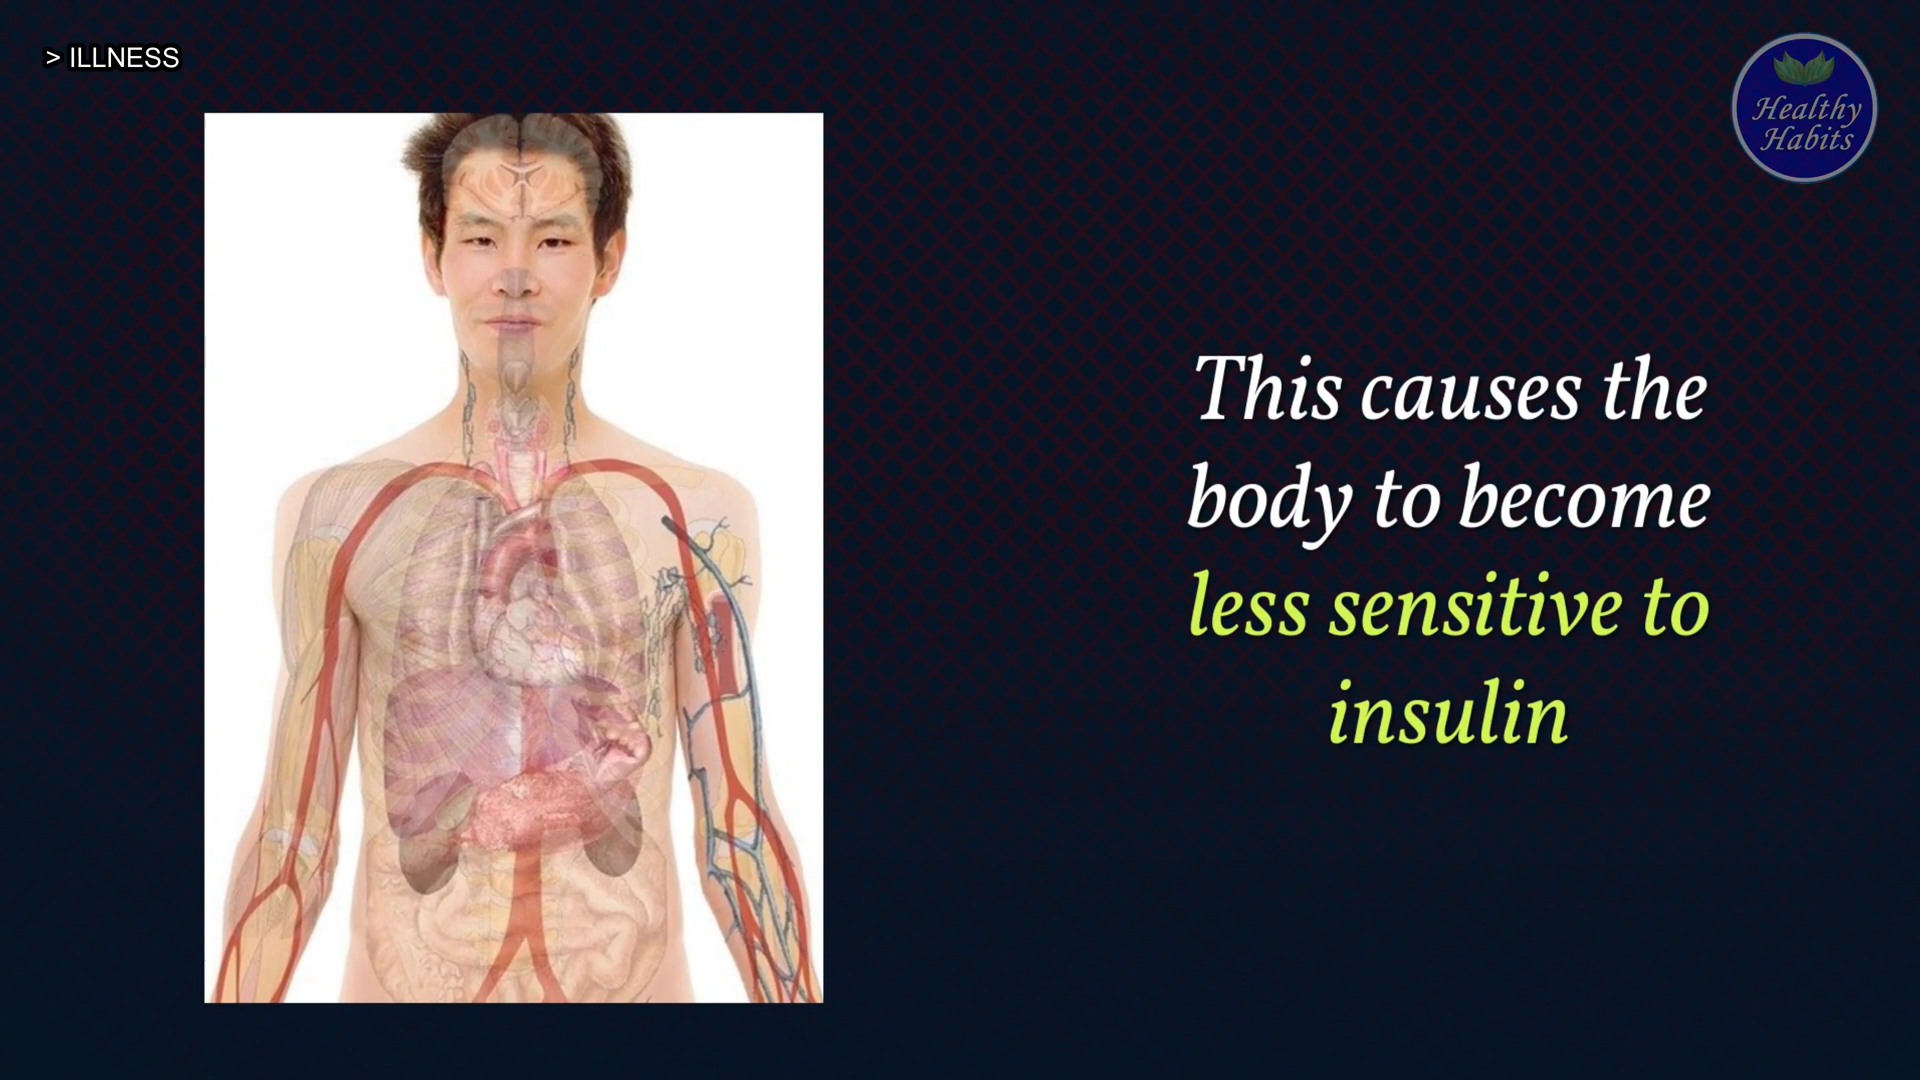 > ILLNESS
Healthy
Habits
This causes the
body to become
less sensitive to
insulin